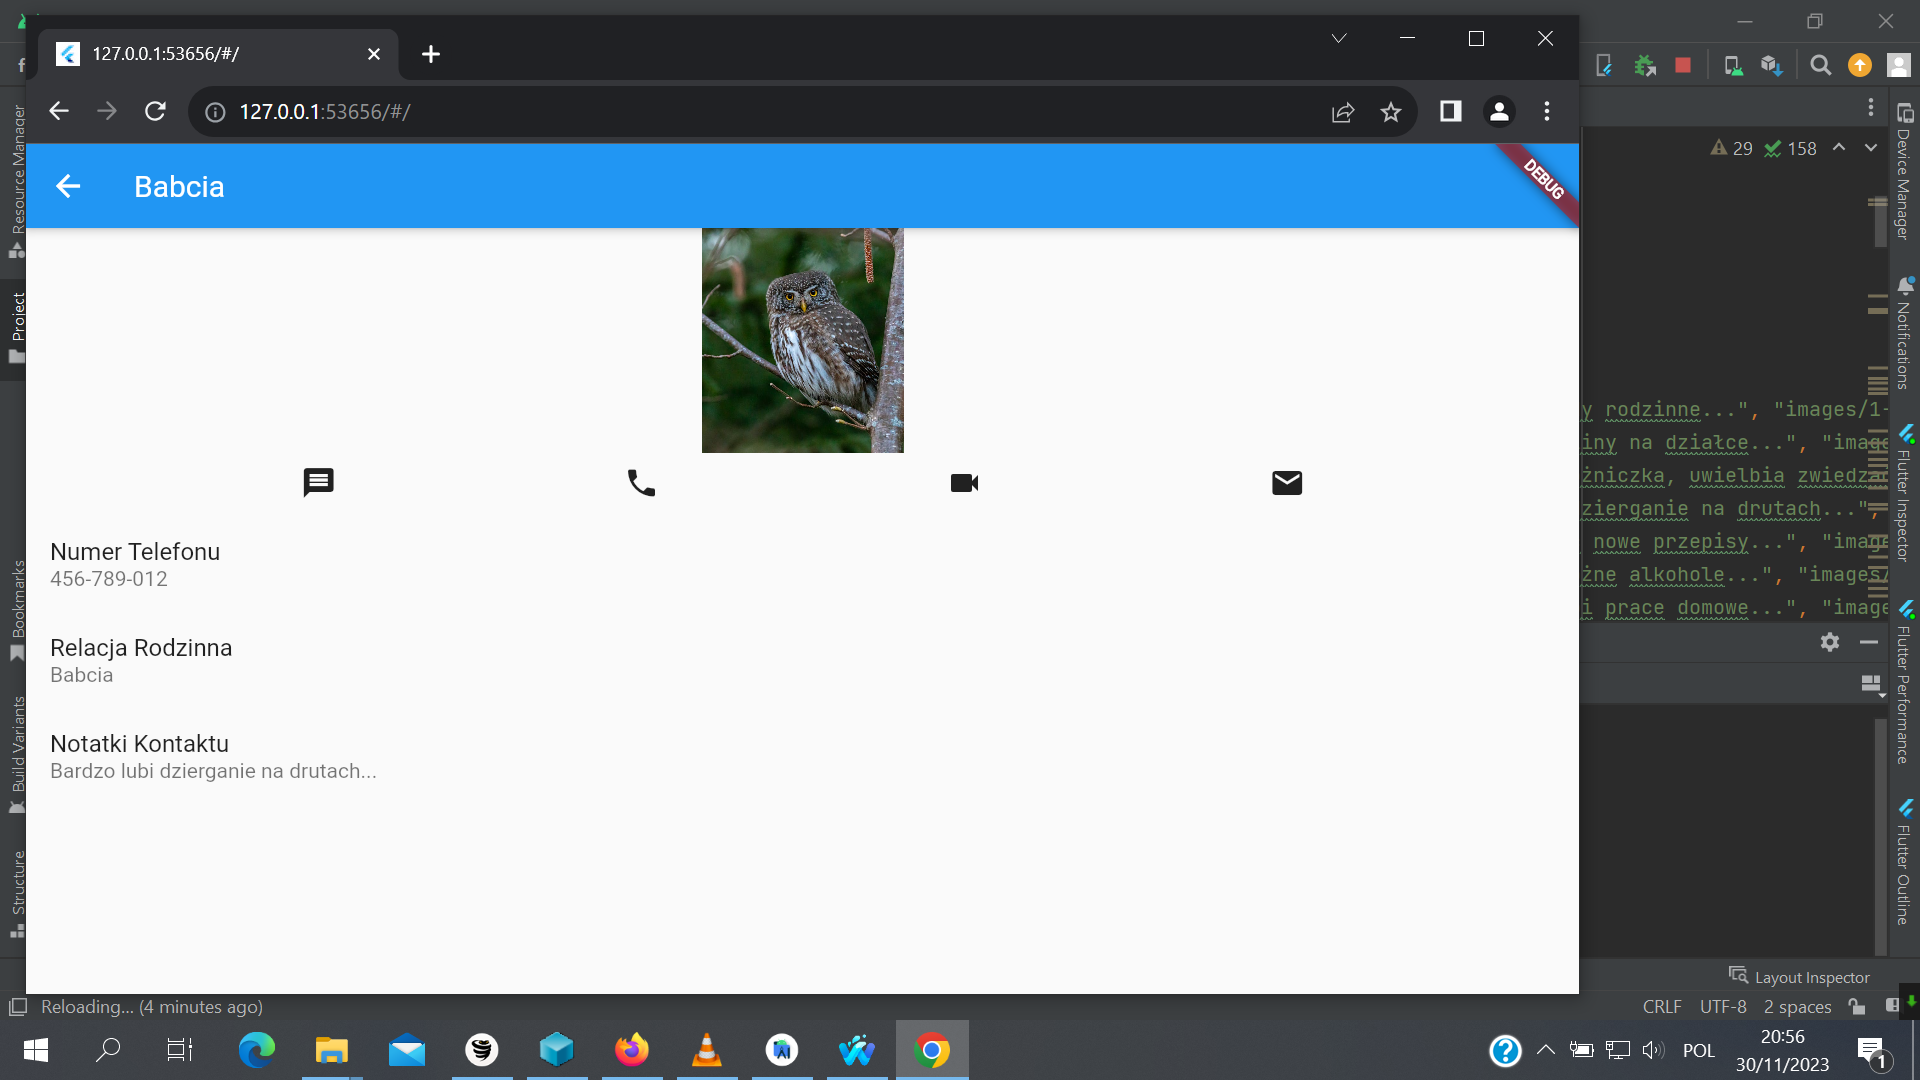 127.0.0.1:53656/#/
127.0.0.1:53656/#/
Babcia
DEBUG
Numer Telefonu
456-789-012
Relacja Rodzinna
Babcia
Notatki Kontaktu
Bardzo lubi dzierganie na drutach...
Resource Manager
Project
Bookmarks
Build Variants
Structure
29 158
y rodzinne...", "images/1-
iny na działce...", "image
żniczka, uwielbia zwiedza
zierganie na drutach...",
nowe przepisy...", "image
żne alkohole...", "images/
i prace domowe...", "image
Device Manager
Notifications
Flutter Inspector
Flutter Performance
Flutter Outline
Layout Inspector
Reloading... (4 minutes ago)
CRLF UTF-8 2 spaces
POL
20:56
30/11/2023
1